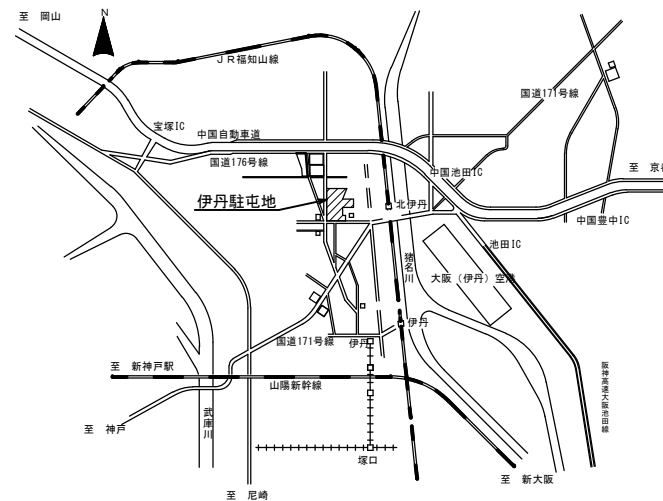 至 岡山
N
JR福知山線
国道171号線
宝塚IC
中国自動車道
国道176号線
中国池田IC
至 京都
伊丹駐屯地
北伊丹
中国豊中IC
池田IC
猪名川
大阪(伊丹)空港
伊丹
国道171号線
伊丹
至 新神戸駅
山陽新幹線
阪神高速大阪池田線
武庫川
至 神戸
塚口
至 新大阪
至 尼崎